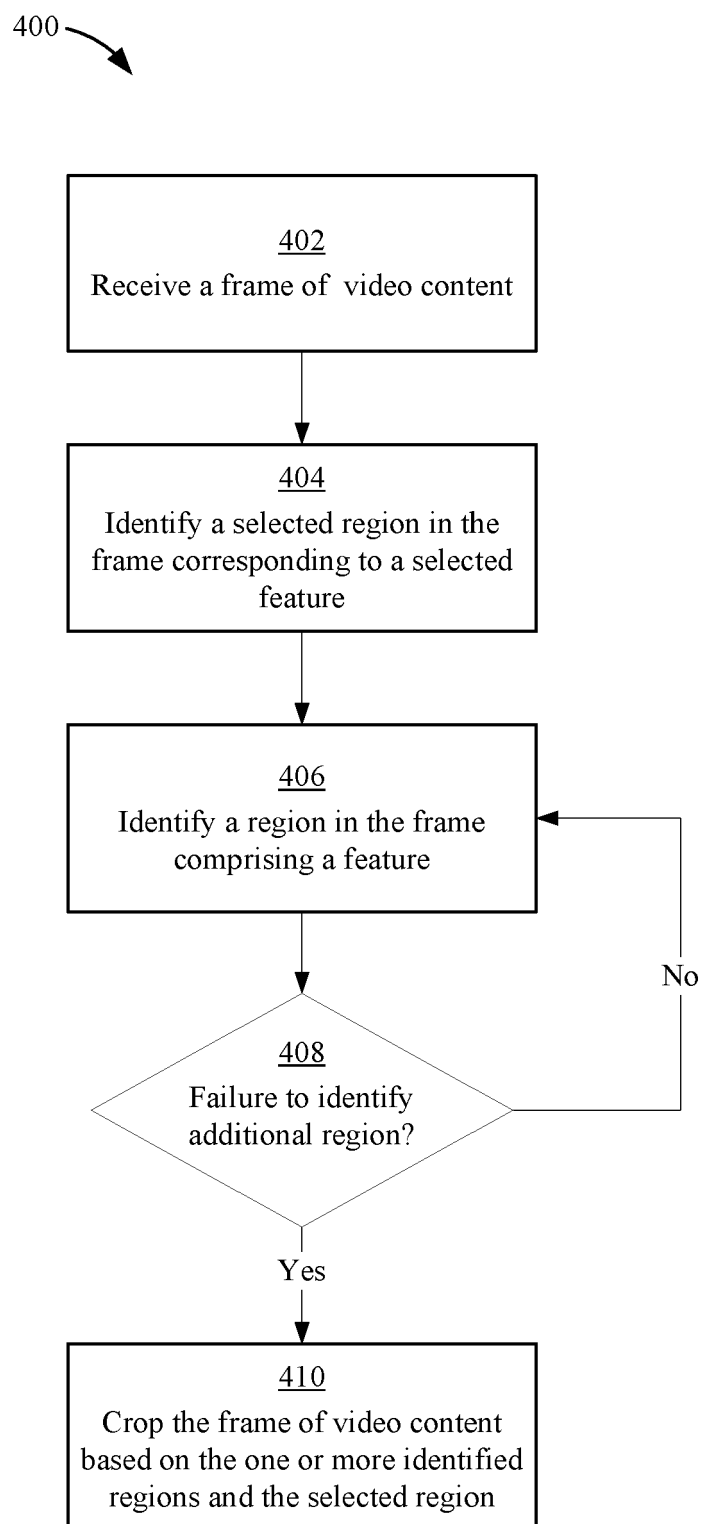 400
402
Receive a frame of video content
404
Identify a selected region in the
frame corresponding to a selected
feature
406
Identify a region in the frame
comprising a feature
No
408
Failure to identify
additional region?
Yes
410
Crop the frame of video content
based on the one or more identified
regions and the selected region